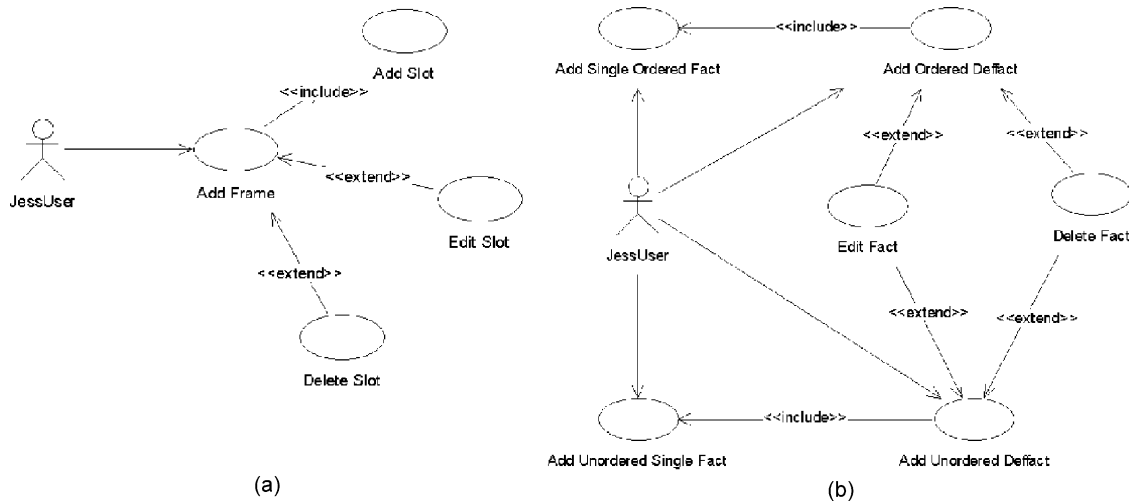 Add Slot
<<include>>
JessUser
Add Frame
<<extend>>
Edit Slot
<<extend>>
Delete Slot
(a)
<<include>>
Add Single Ordered Fact
Add Ordered Deffact
<<extend>>
<<extend>>
JessUser
Edit Fact
Delete Fact
<<extend>>
<<extend>>
<<include>>
Add Unordered Single Fact
Add Unordered Deffact
(b)